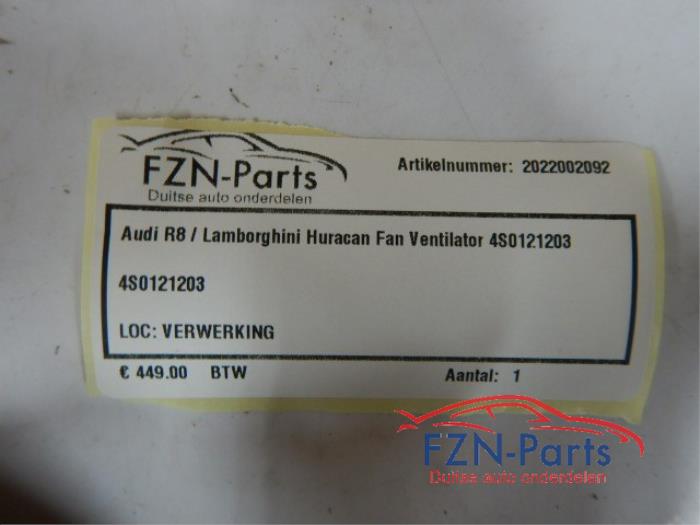 FZN-Parts
Duitse auto onderdelen
Artikelnummer: 2022002092
Audi R8 / Lamborghini Huracan Fan Ventilator 4S0121203
4S0121203
LOC: VERWERKING
€ 449.00 BTW
Aantal: 1
FZN-Parts
Duitse auto onderdelen